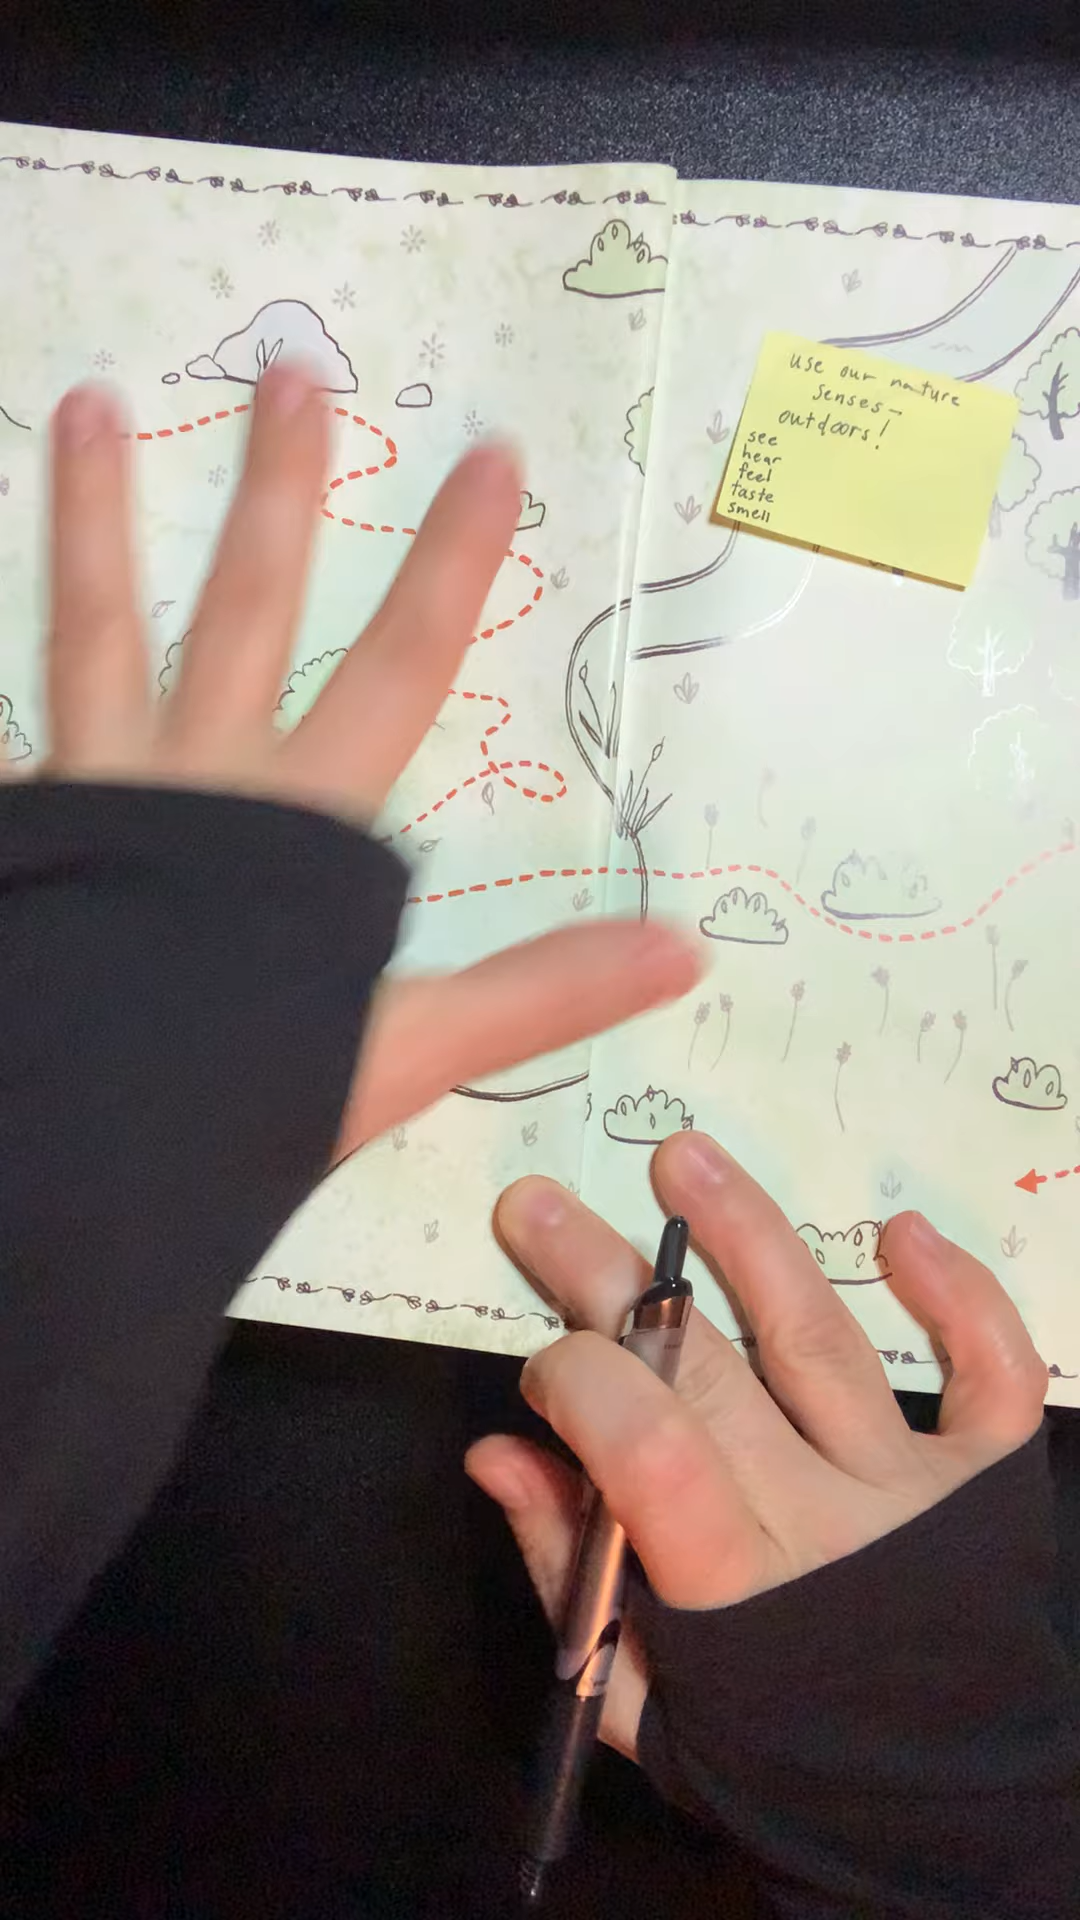 use our nature
senses-
outdoors!
see
hear
feel
taste
smell